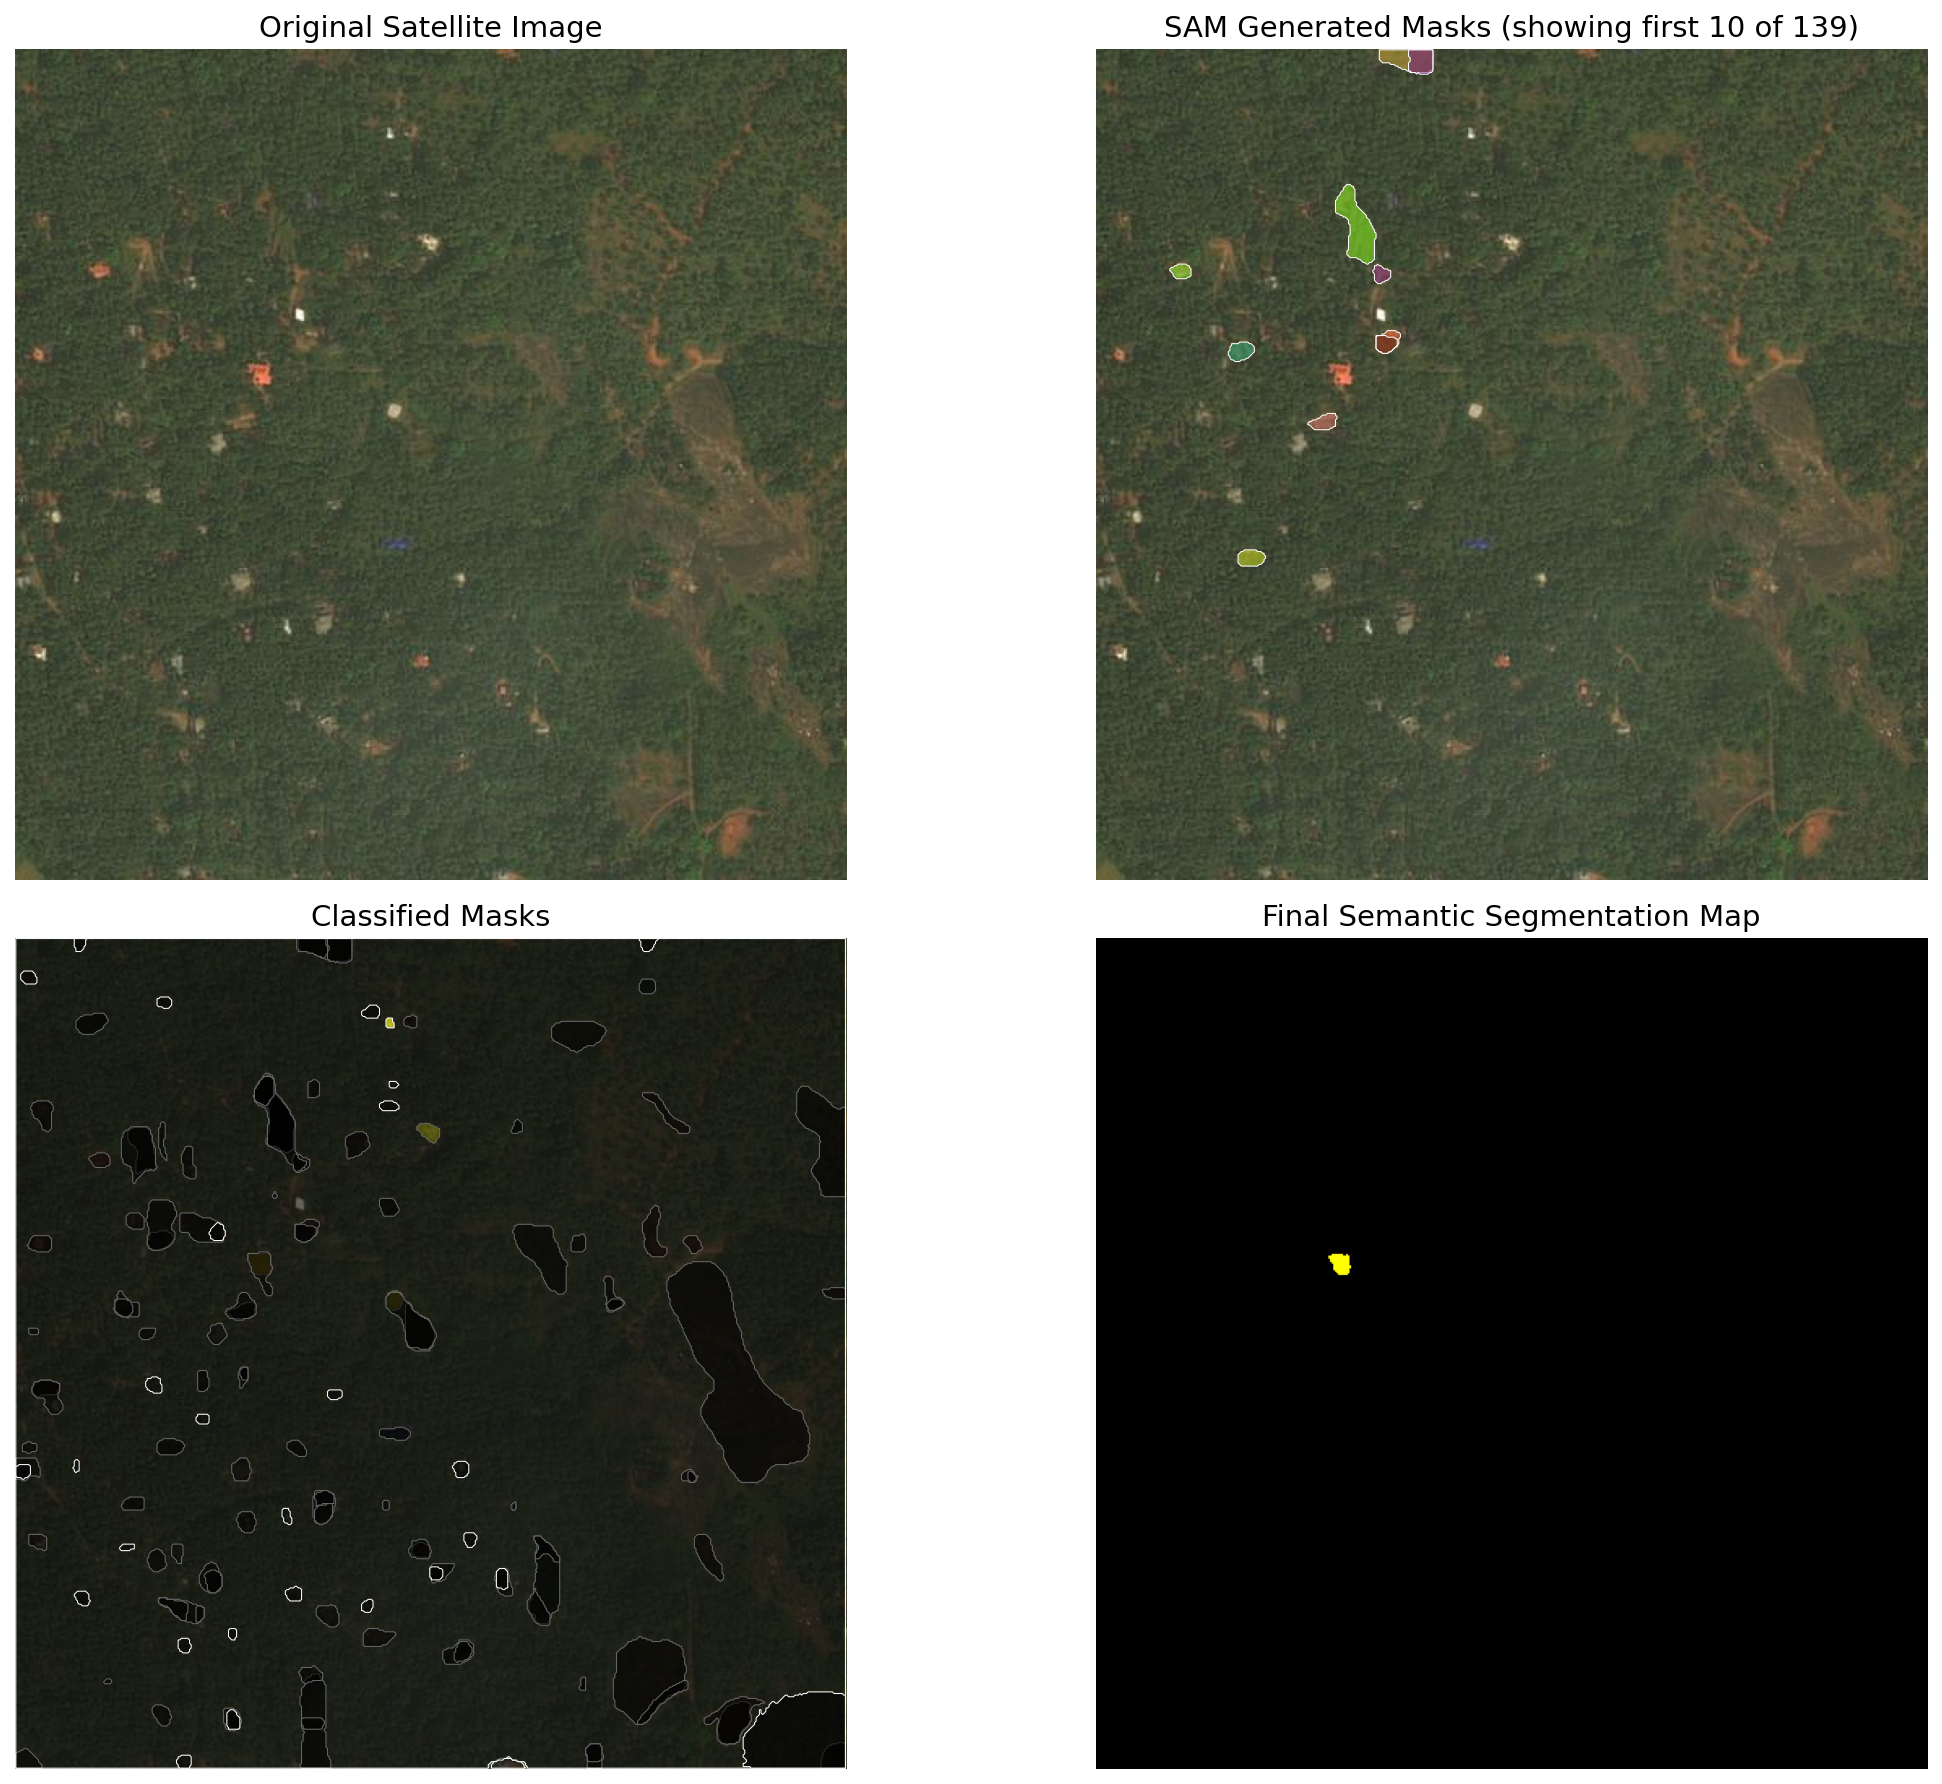 Original Satellite Image
SAM Generated Masks (showing first 10 of 139)
Classified Masks
Final Semantic Segmentation Map